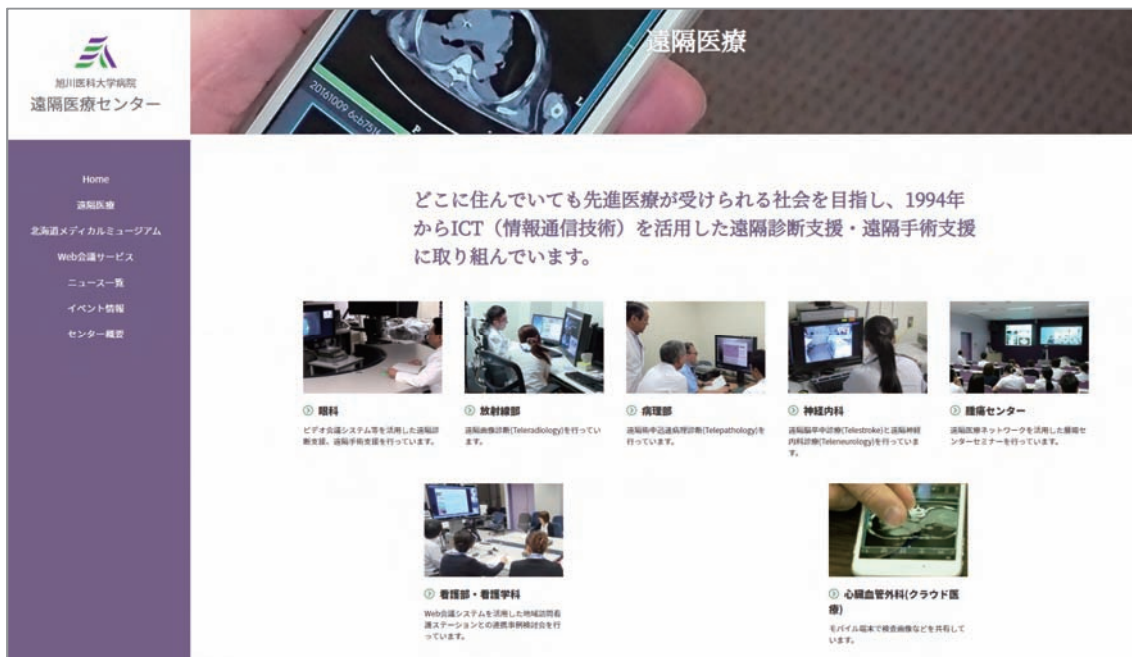 旭川医科大学病院
遠隔医療センター
遠隔医療
20161009
L
P
Home
遠隔医療
北海道メディカルミュージアム
Web会議サービス
ニュース一覧
イベント情報
センター概要
どこに住んでいても先進医療が受けられる社会を目指し、1994年
からICT（情報通信技術）を活用した遠隔診断支援・遠隔手術支援
に取り組んでいます。
眼科
ビデオ会議システム等を活用した遠隔診
断支援、遠隔手術支援を行っています。
放射線部
遠隔画像診断(Teleradiology)を行ってい
ます。
病理部
遠隔術中迅速病理診断(Telepathology)を
行っています。
神経内科
遠隔脳卒中診療(Telestroke)と遠隔神経
内科診療(Teleneurology)を行っていま
す。
腫瘍センター
遠隔医療ネットワークを活用した腫瘍セ
ンターセミナーを行っています。
看護部・看護学科
Web会議システムを活用した地域訪問看
護ステーションとの連携事例検討会を行
っています。
心臓血管外科(クラウド医
療)
モバイル端末で検査画像などを共有して
います。